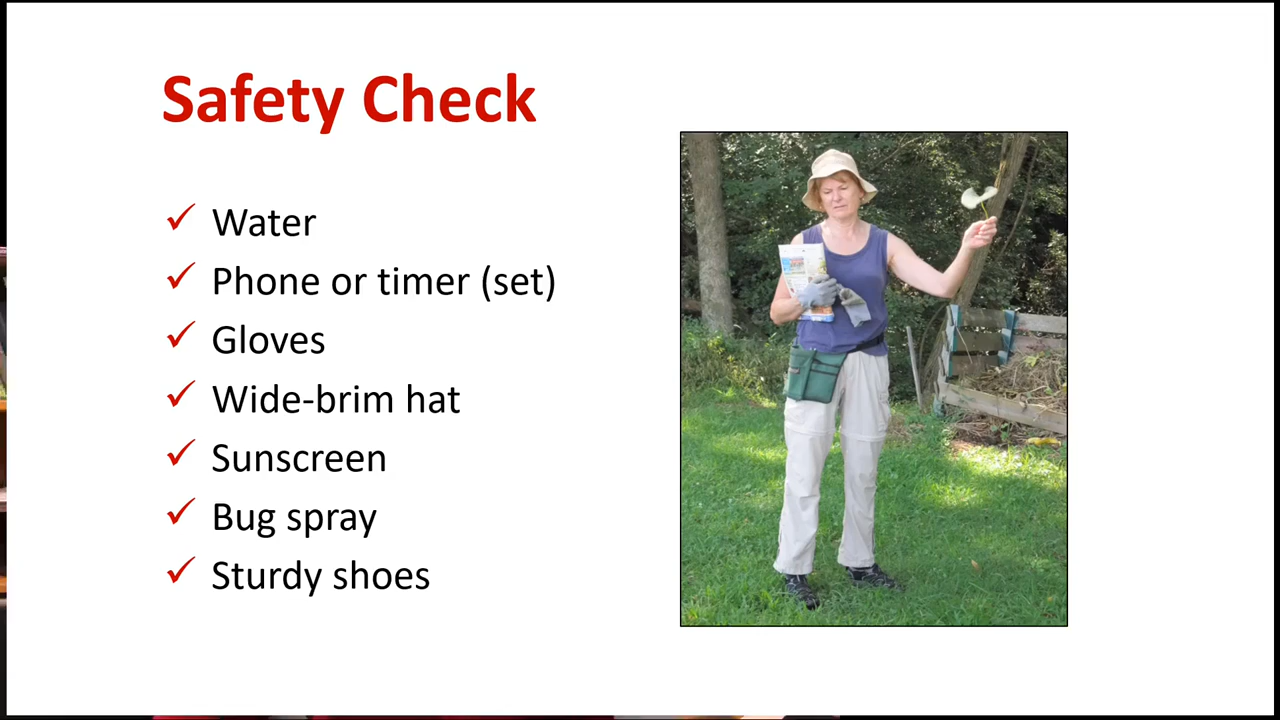 Safety Check
✓ Water
✓ Phone or timer (set)
✓ Gloves
✓ Wide-brim hat
✓ Sunscreen
✓ Bug spray
✓ Sturdy shoes